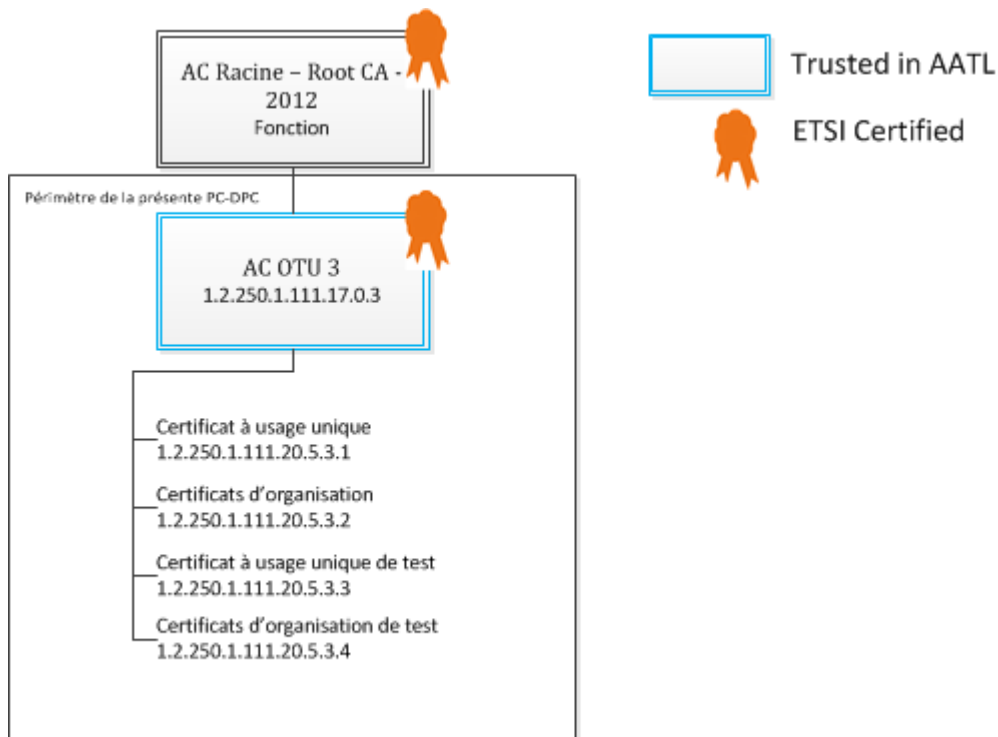 AC Racine – Root CA -
2012
Fonction
Trusted in AATL
ETSI Certified
Périmètre de la présente PC-DPC
AC OTU 3
1.2.250.1.111.17.0.3
Certificat à usage unique
1.2.250.1.111.20.5.3.1
Certificats d’organisation
1.2.250.1.111.20.5.3.2
Certificat à usage unique de test
1.2.250.1.111.20.5.3.3
Certificats d’organisation de test
1.2.250.1.111.20.5.3.4